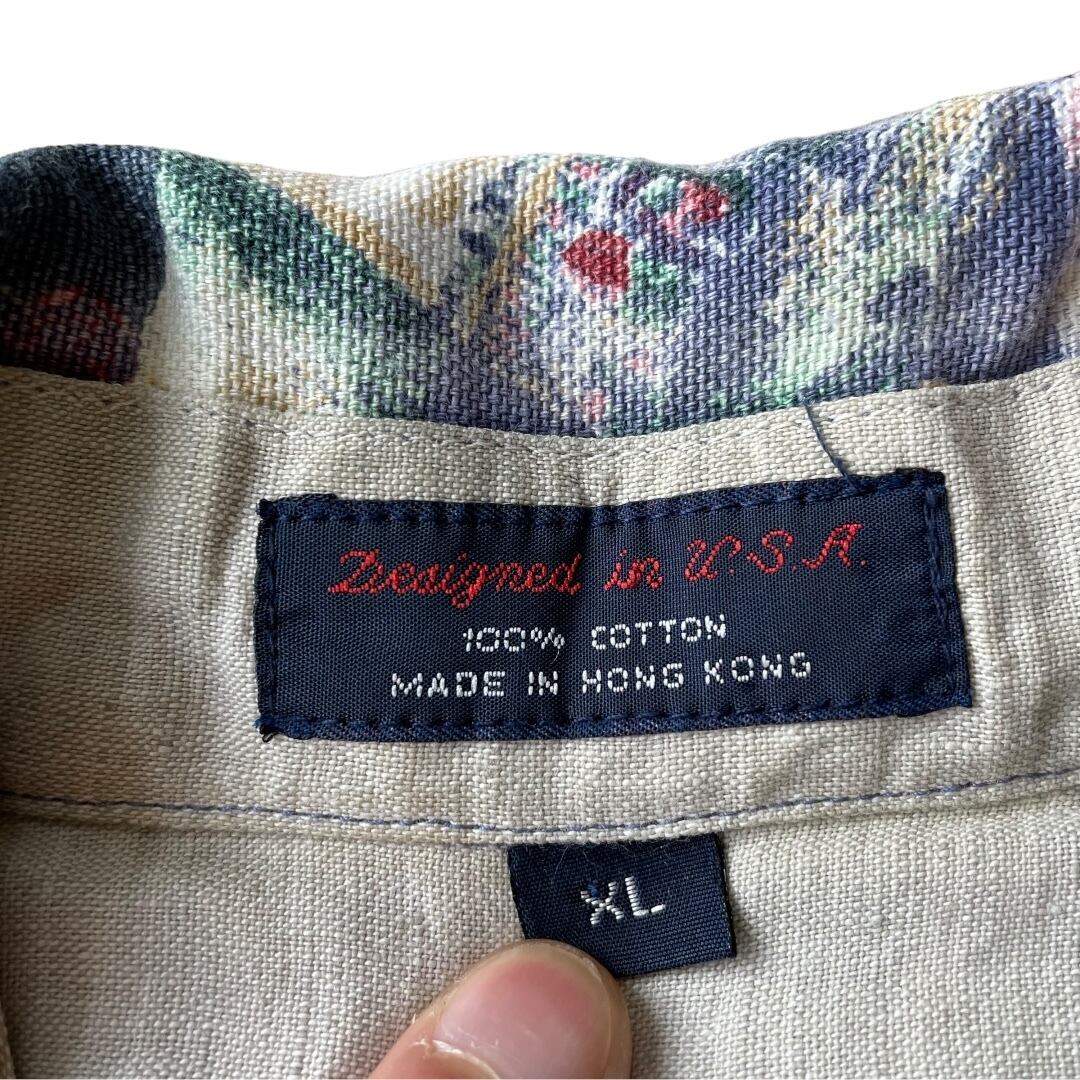 Designed in U.S.A.
100% COTTON
MADE IN HONG KONG
XL